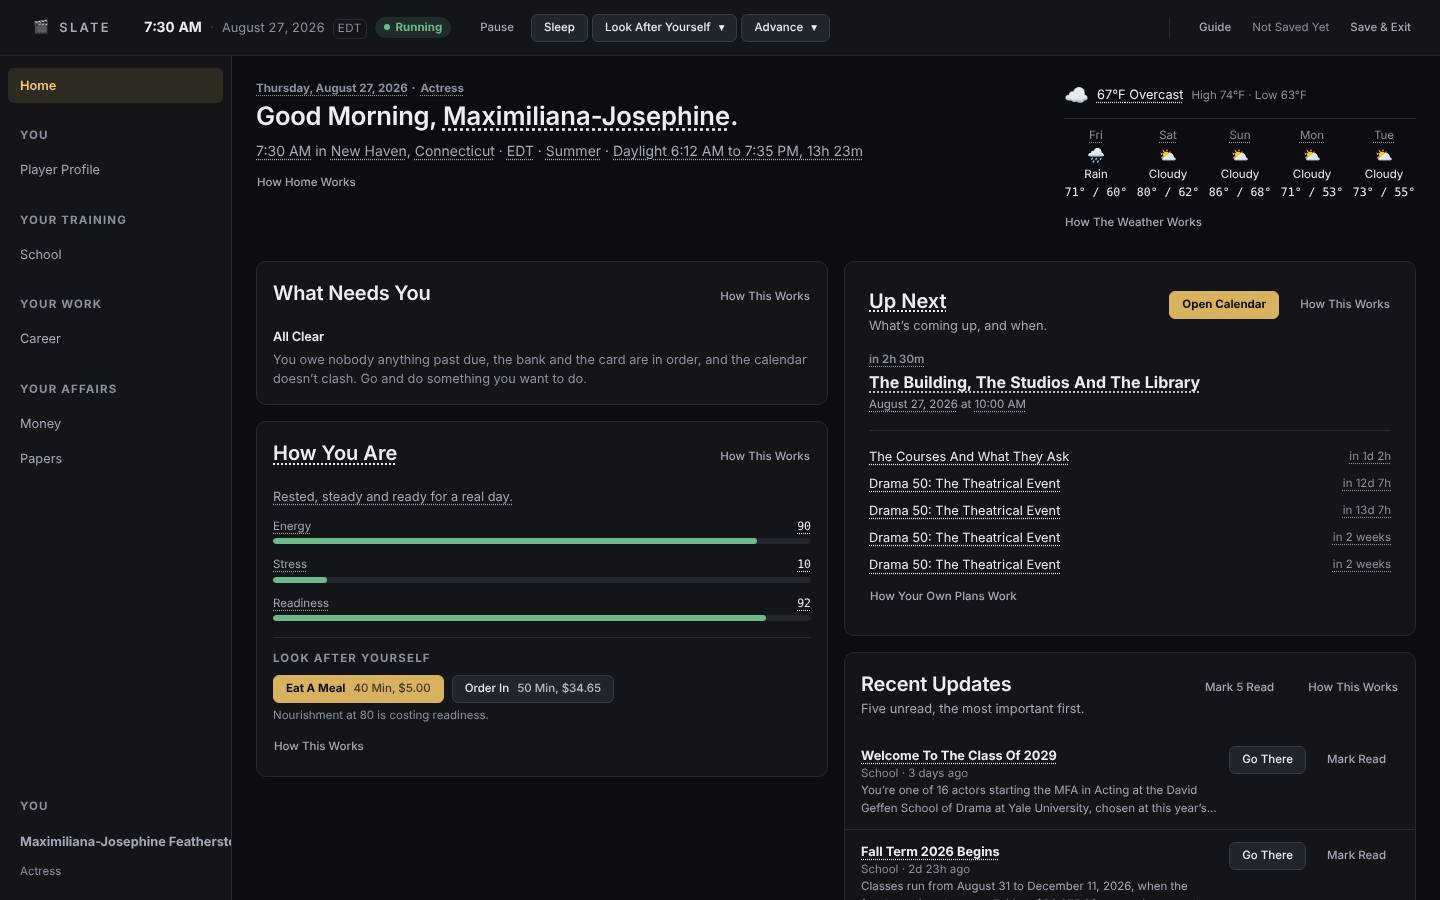 SLATE
7:30 AM · August 27, 2026 EDT Running
Pause
Sleep
Look After Yourself ▾
Advance ▾
Guide
Not Saved Yet
Save & Exit
Home
YOU
Player Profile
YOUR TRAINING
School
YOUR WORK
Career
YOUR AFFAIRS
Money
Papers
YOU
Actress
Thursday, August 27, 2026 · Actress
Good Morning, Maximiliana-Josephine.
7:30 AM in New Haven, Connecticut · EDT · Summer · Daylight 6:12 AM to 7:35 PM, 13h 23m
How Home Works
67°F Overcast High 74°F · Low 63°F
Fri Sat Sun Mon Tue
Rain Cloudy Cloudy Cloudy Cloudy
71° / 60° 80° / 62° 86° / 68° 71° / 53° 73° / 55°
How The Weather Works
What Needs You
How This Works
All Clear
You owe nobody anything past due, the bank and the card are in order, and the calendar
doesn't clash. Go and do something you want to do.
How You Are
How This Works
Rested, steady and ready for a real day.
Energy 90
Stress 10
Readiness 92
LOOK AFTER YOURSELF
Eat A Meal 40 Min, $5.00
Order In 50 Min, $34.65
Nourishment at 80 is costing readiness.
How This Works
Up Next
Open Calendar
How This Works
What's coming up, and when.
in 2h 30m
The Building, The Studios And The Library
August 27, 2026 at 10:00 AM
The Courses And What They Ask in 1d 2h
Drama 50: The Theatrical Event in 12d 7h
Drama 50: The Theatrical Event in 13d 7h
Drama 50: The Theatrical Event in 2 weeks
Drama 50: The Theatrical Event in 2 weeks
How Your Own Plans Work
Recent Updates
Mark 5 Read
How This Works
Five unread, the most important first.
Welcome To The Class Of 2029
Go There
Mark Read
School · 3 days ago
You're one of 16 actors starting the MFA in Acting at the David
Geffen School of Drama at Yale University, chosen at this year's…
Fall Term 2026 Begins
Go There
Mark Read
School · 2d 23h ago
Classes run from August 31 to December 11, 2026, when the
Maximiliana-Josephine